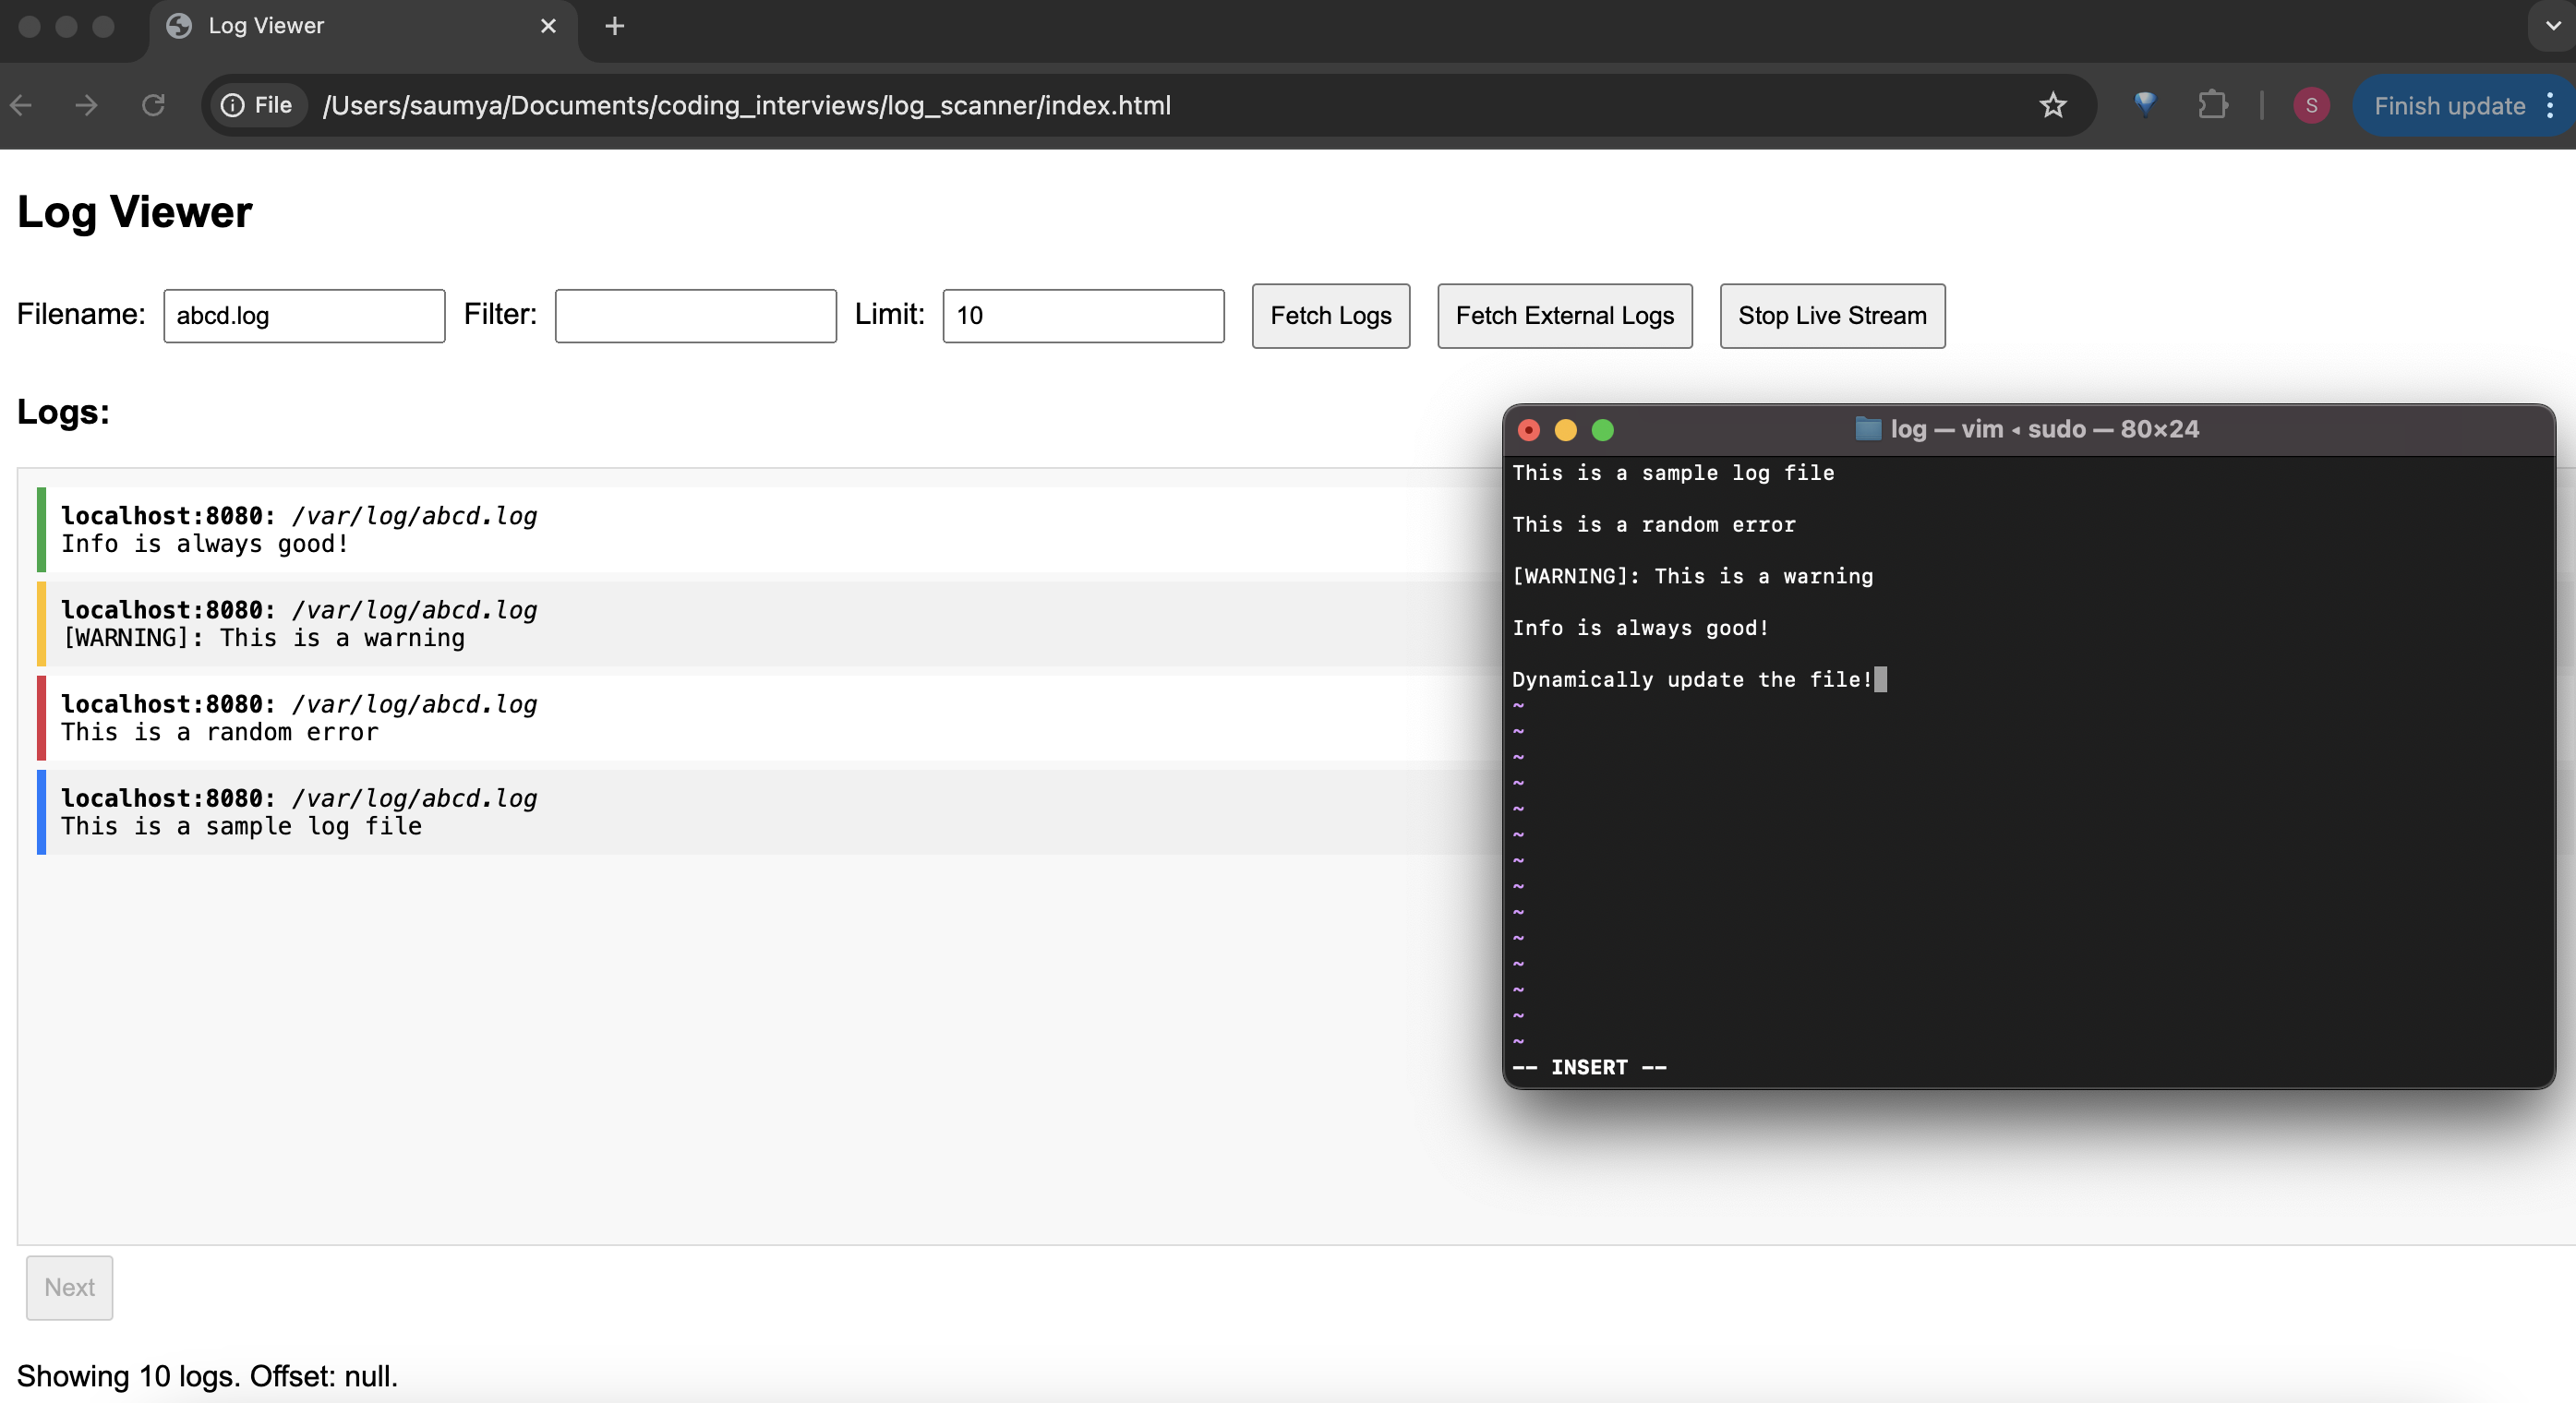 Log Viewer
File /Users/saumya/Documents/coding_interviews/log_scanner/index.html
S
Finish update
Log Viewer
Filename: abcd.log Filter: Limit: 10 Fetch Logs Fetch External Logs Stop Live Stream
Logs:
localhost:8080: /var/log/abcd.log
Info is always good!
localhost:8080: /var/log/abcd.log
[WARNING]: This is a warning
localhost:8080: /var/log/abcd.log
This is a random error
localhost:8080: /var/log/abcd.log
This is a sample log file
Next
Showing 10 logs. Offset: null.
log — vim ◂ sudo — 80×24
This is a sample log file
This is a random error
[WARNING]: This is a warning
Info is always good!
Dynamically update the file!
~
~
~
~
~
~
~
~
~
~
~
~
~
~
-- INSERT --